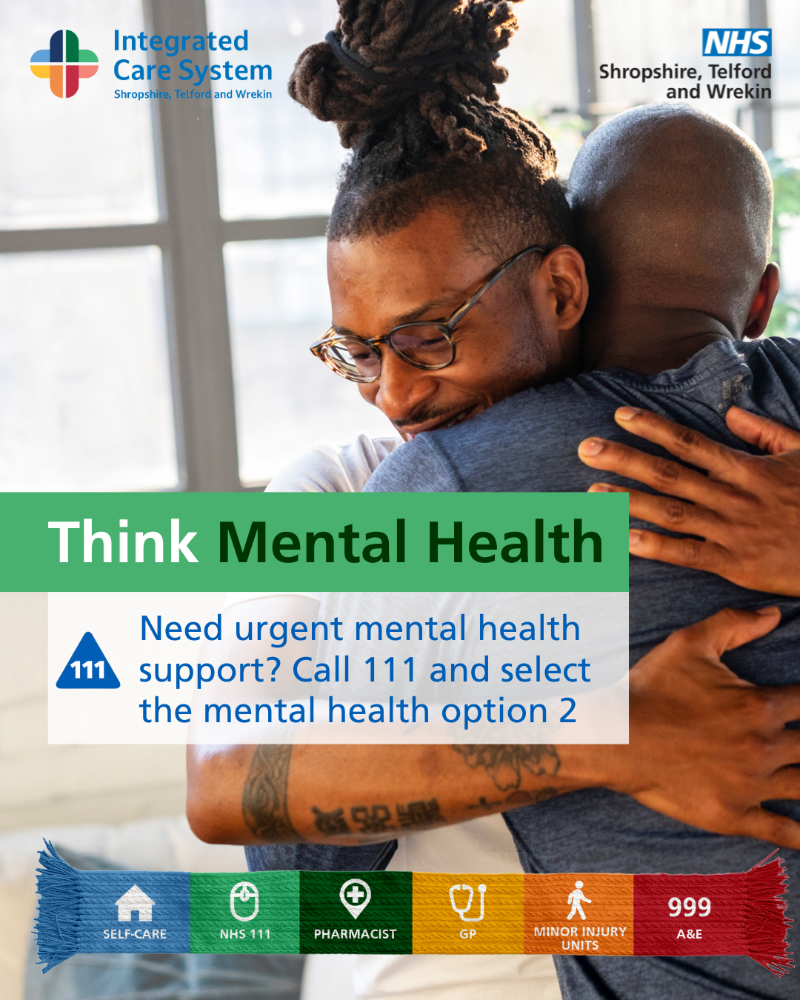 Integrated
Care System
Shropshire, Telford and Wrekin
NHS
Shropshire, Telford
and Wrekin
Think Mental Health
111
Need urgent mental health
support? Call 111 and select
the mental health option 2
SELF-CARE
NHS 111
PHARMACIST
GP
MINOR INJURY
UNITS
999
A&E